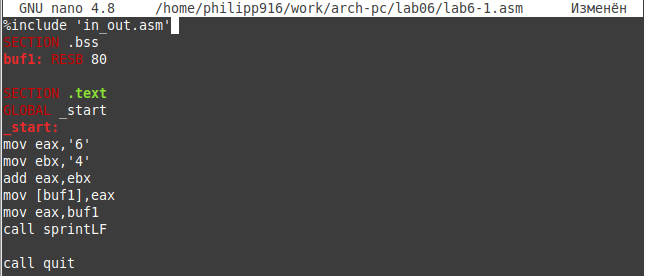 GNU nano 4.8 /home/philipp916/work/arch-pc/lab06/lab6-1.asm Изменён
%include 'in_out.asm'
SECTION .bss
buf1: RESB 80
SECTION .text
GLOBAL _start
_start:
mov eax,'6'
mov ebx,'4'
add eax,ebx
mov [buf1],eax
mov eax,buf1
call sprintLF
call quit